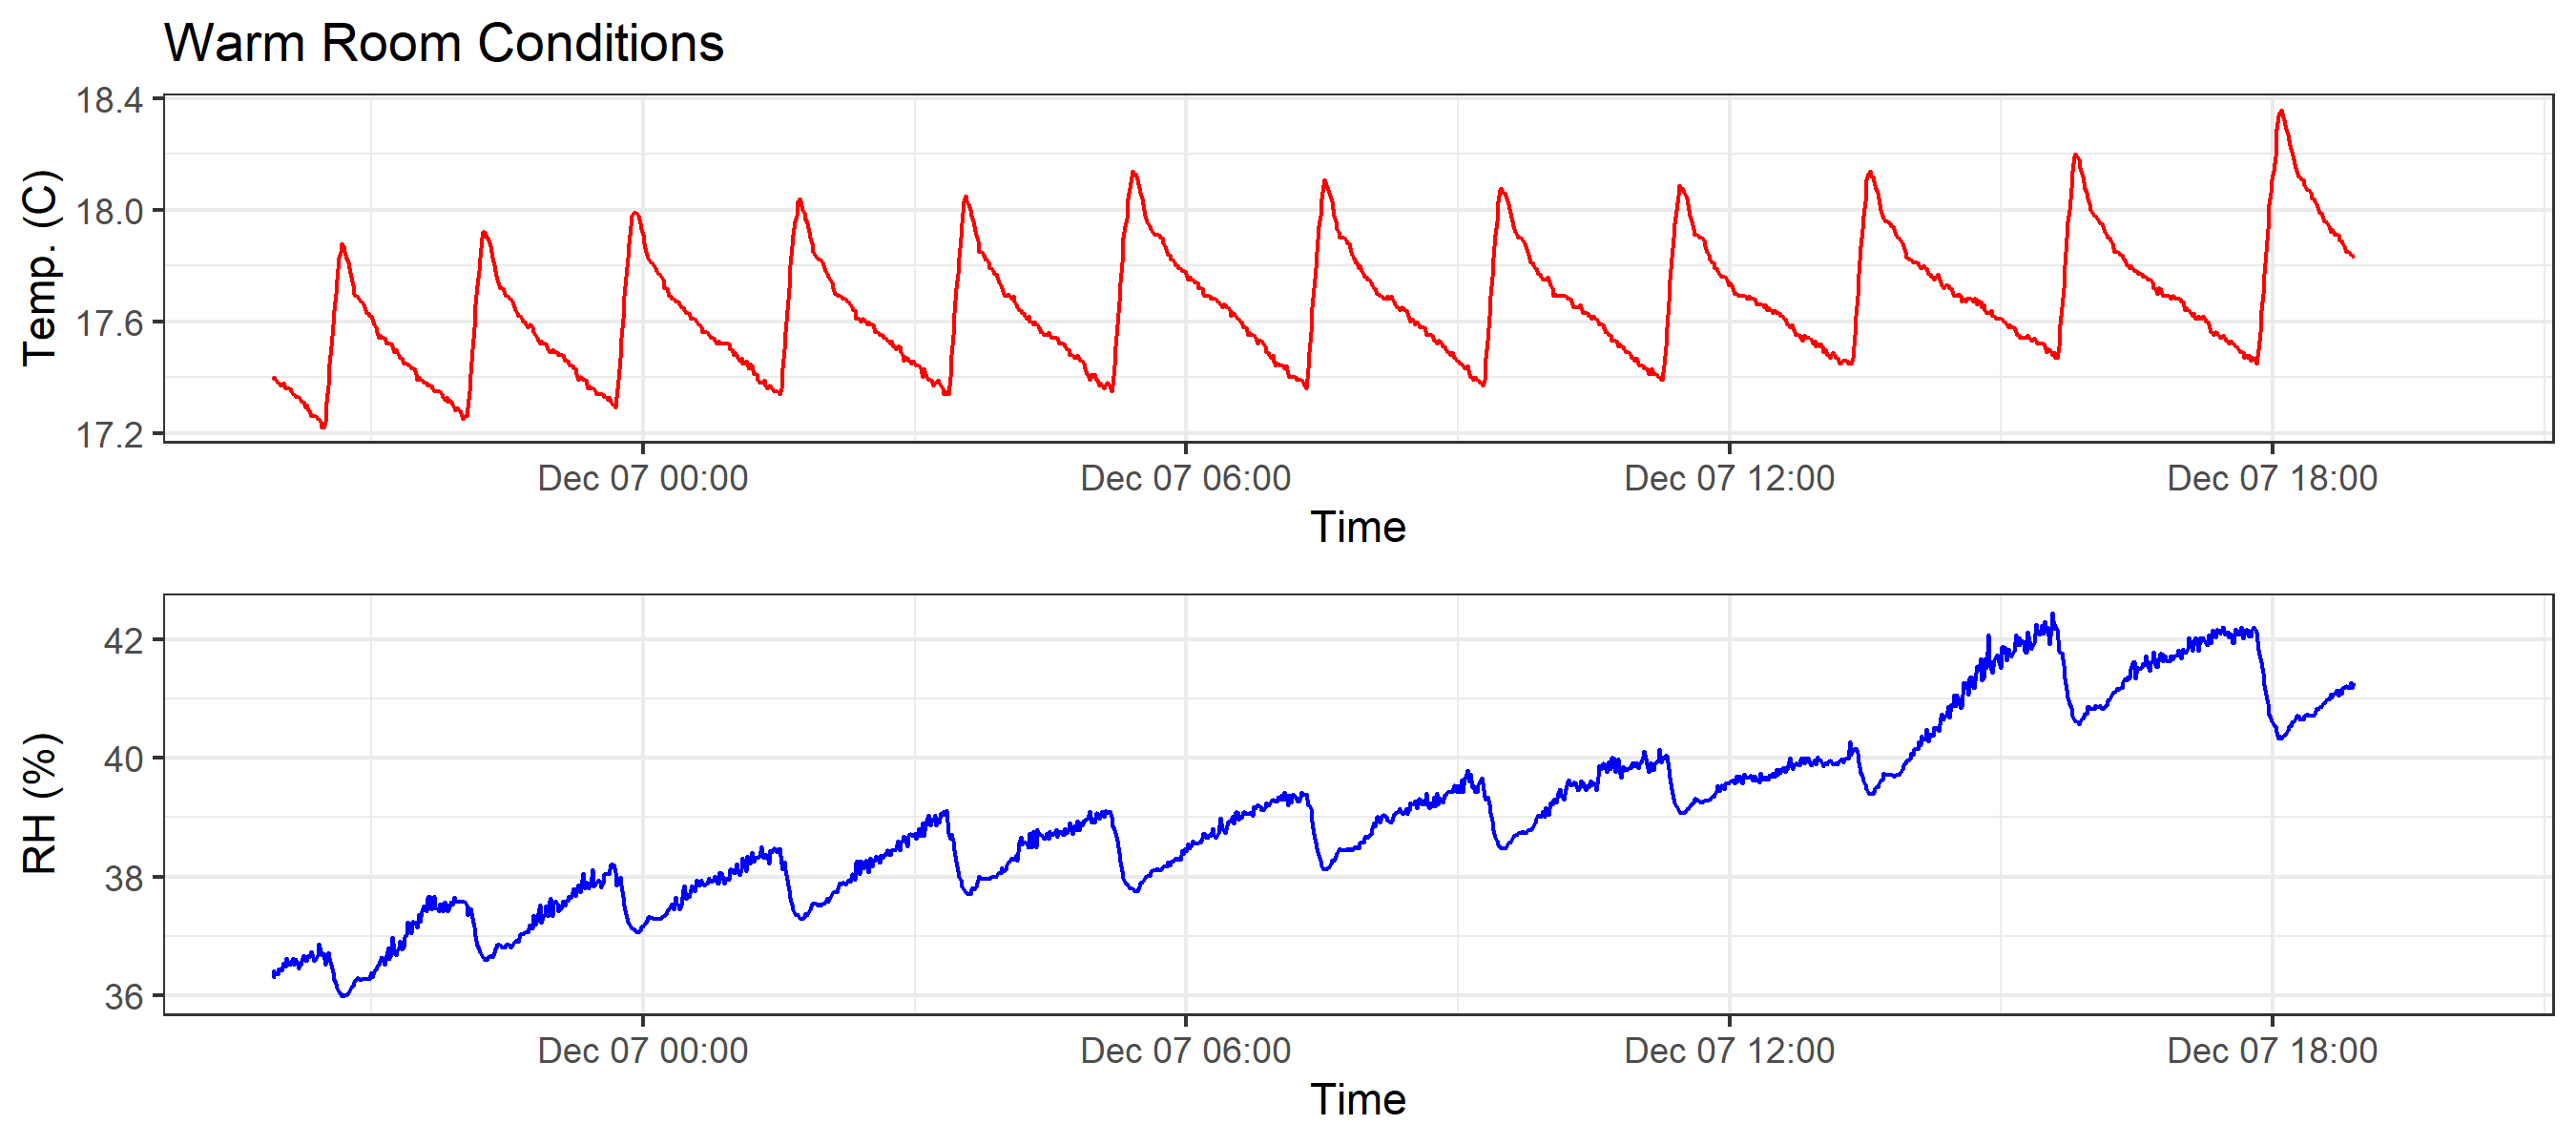 Warm Room Conditions
18.4
18.0
17.6
17.2
Temp. (C)
Dec 07 00:00 Dec 07 06:00 Dec 07 12:00 Dec 07 18:00
Time
42
40
38
36
RH (%)
Dec 07 00:00 Dec 07 06:00 Dec 07 12:00 Dec 07 18:00
Time